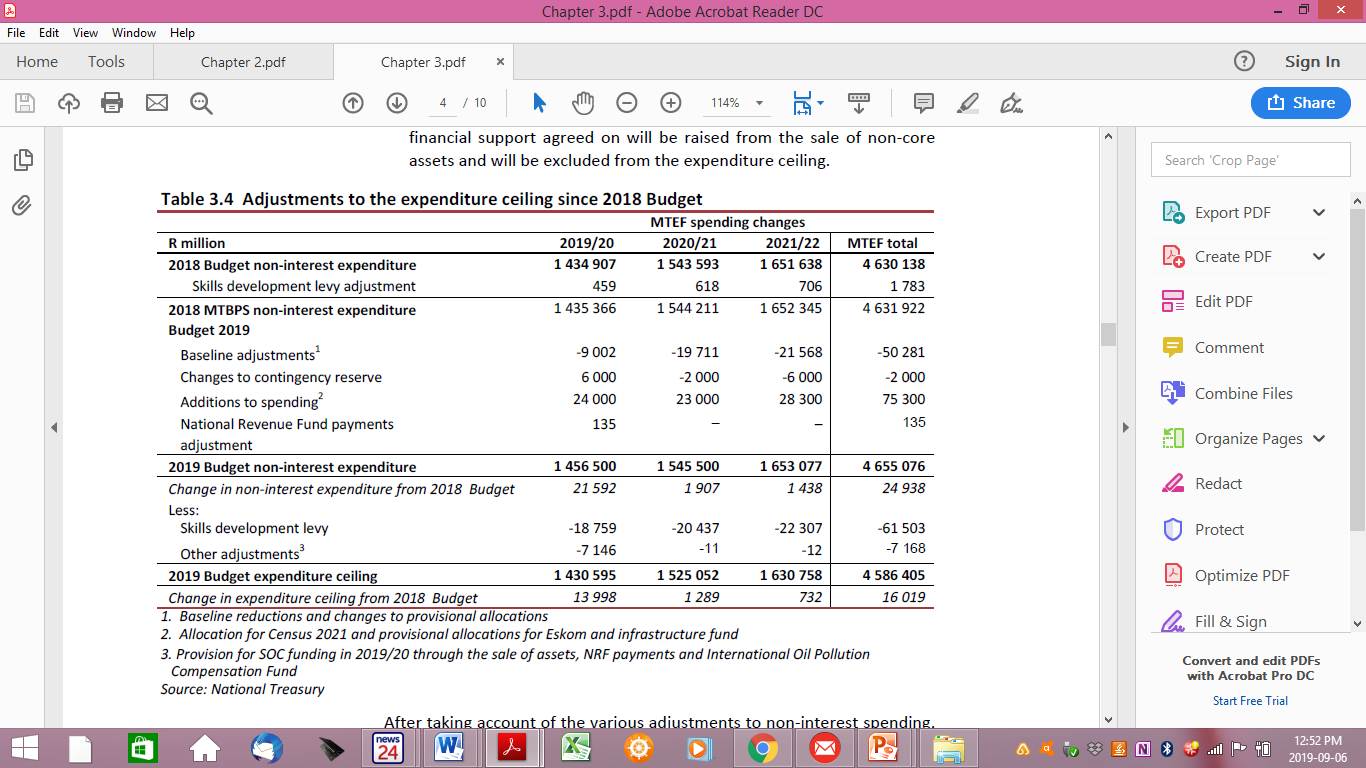 Chapter 3.pdf - Adobe Acrobat Reader DC
File Edit View Window Help
Home Tools Chapter 2.pdf Chapter 3.pdf × Sign In
4 / 10 114% Share
financial support agreed on will be raised from the sale of non-core
assets and will be excluded from the expenditure ceiling.
Table 3.4 Adjustments to the expenditure ceiling since 2018 Budget
MTEF spending changes
R million 2019/20 2020/21 2021/22 MTEF total
2018 Budget non-interest expenditure 1 434 907 1 543 593 1 651 638 4 630 138
Skills development levy adjustment 459 618 706 1 783
2018 MTBPS non-interest expenditure 1 435 366 1 544 211 1 652 345 4 631 922
Budget 2019
Baseline adjustments1 -9 002 -19 711 -21 568 -50 281
Changes to contingency reserve 6 000 -2 000 -6 000 -2 000
Additions to spending2 24 000 23 000 28 300 75 300
National Revenue Fund payments 135 – – 135
adjustment
2019 Budget non-interest expenditure 1 456 500 1 545 500 1 653 077 4 655 076
Change in non-interest expenditure from 2018 Budget 21 592 1 907 1 438 24 938
Less:
Skills development levy -18 759 -20 437 -22 307 -61 503
Other adjustments3 -7 146 -11 -12 -7 168
2019 Budget expenditure ceiling 1 430 595 1 525 052 1 630 758 4 586 405
Change in expenditure ceiling from 2018 Budget 13 998 1 289 732 16 019
1. Baseline reductions and changes to provisional allocations
2. Allocation for Census 2021 and provisional allocations for Eskom and infrastructure fund
3. Provision for SOC funding in 2019/20 through the sale of assets, NRF payments and International Oil Pollution
Compensation Fund
Source: National Treasury
After taking account of the various adjustments to non-interest spending,
Search 'Crop Page'
Export PDF
Create PDF
Edit PDF
Comment
Combine Files
Organize Pages
Redact
Protect
Optimize PDF
Fill & Sign
Convert and edit PDFs
with Acrobat Pro DC
Start Free Trial
news
24
12:52 PM
2019-09-06